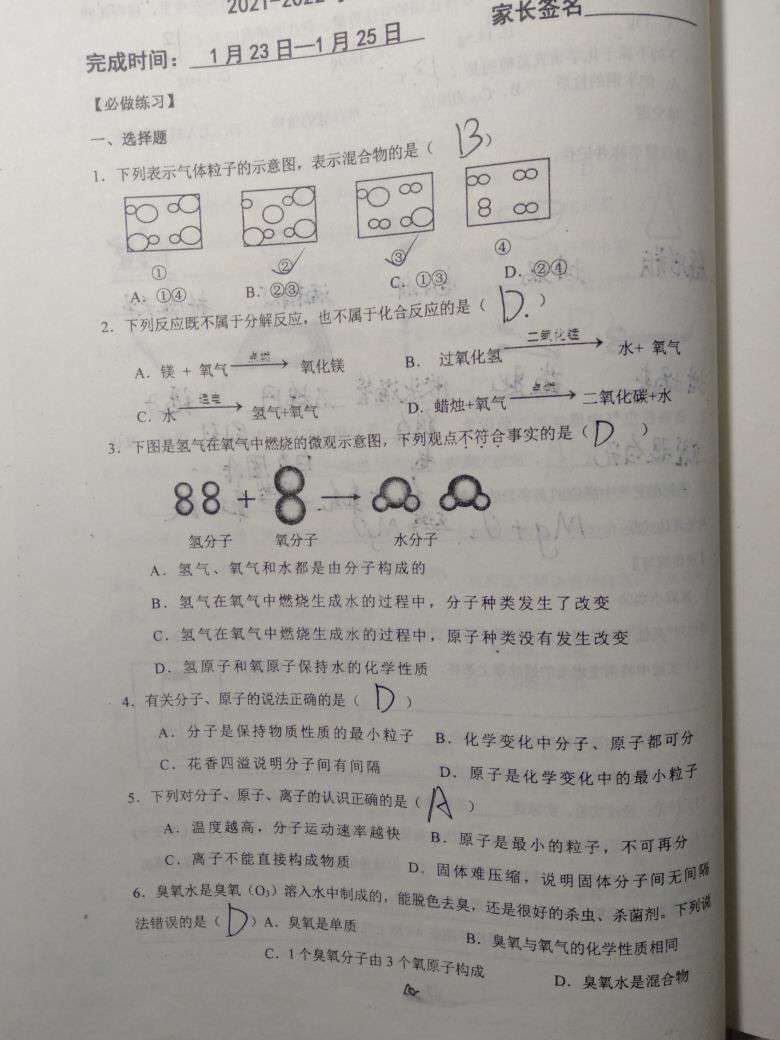 2021-2022
家长签名
完成时间： 1月23日—1月25日
【必做练习】
一、选择题
1. 下列表示气体粒子的示意图，表示混合物的是（ B ）
① ② ③ ④
A. ①④ B. ②③ C. ①③ D. ②④
2. 下列反应既不属于分解反应，也不属于化合反应的是（ D. ）
A. 镁 + 氧气 点燃 氧化镁 B. 过氧化氢 二氧化锰 水+ 氧气
C. 水 通电 氢气+氧气 D. 蜡烛+氧气 点燃 二氧化碳+水
3. 下图是氢气在氧气中燃烧的微观示意图，下列观点不符合事实的是（ D ）
+
氢分子 氧分子 水分子
A. 氢气、氧气和水都是由分子构成的
B. 氢气在氧气中燃烧生成水的过程中，分子种类发生了改变
C. 氢气在氧气中燃烧生成水的过程中，原子种类没有发生改变
D. 氢原子和氧原子保持水的化学性质
4. 有关分子、原子的说法正确的是（ D ）
A. 分子是保持物质性质的最小粒子 B. 化学变化中分子、原子都可分
C. 花香四溢说明分子间有间隔 D. 原子是化学变化中的最小粒子
5. 下列对分子、原子、离子的认识正确的是（ A ）
A. 温度越高，分子运动速率越快 B. 原子是最小的粒子，不可再分
C. 离子不能直接构成物质 D. 固体难压缩，说明固体分子间无间隔
6. 臭氧水是臭氧（O₃）溶入水中制成的，能脱色去臭，还是很好的杀虫、杀菌剂。下列说
法错误的是（ D ）A. 臭氧是单质 B. 臭氧与氧气的化学性质相同
C. 1个臭氧分子由3个氧原子构成 D. 臭氧水是混合物